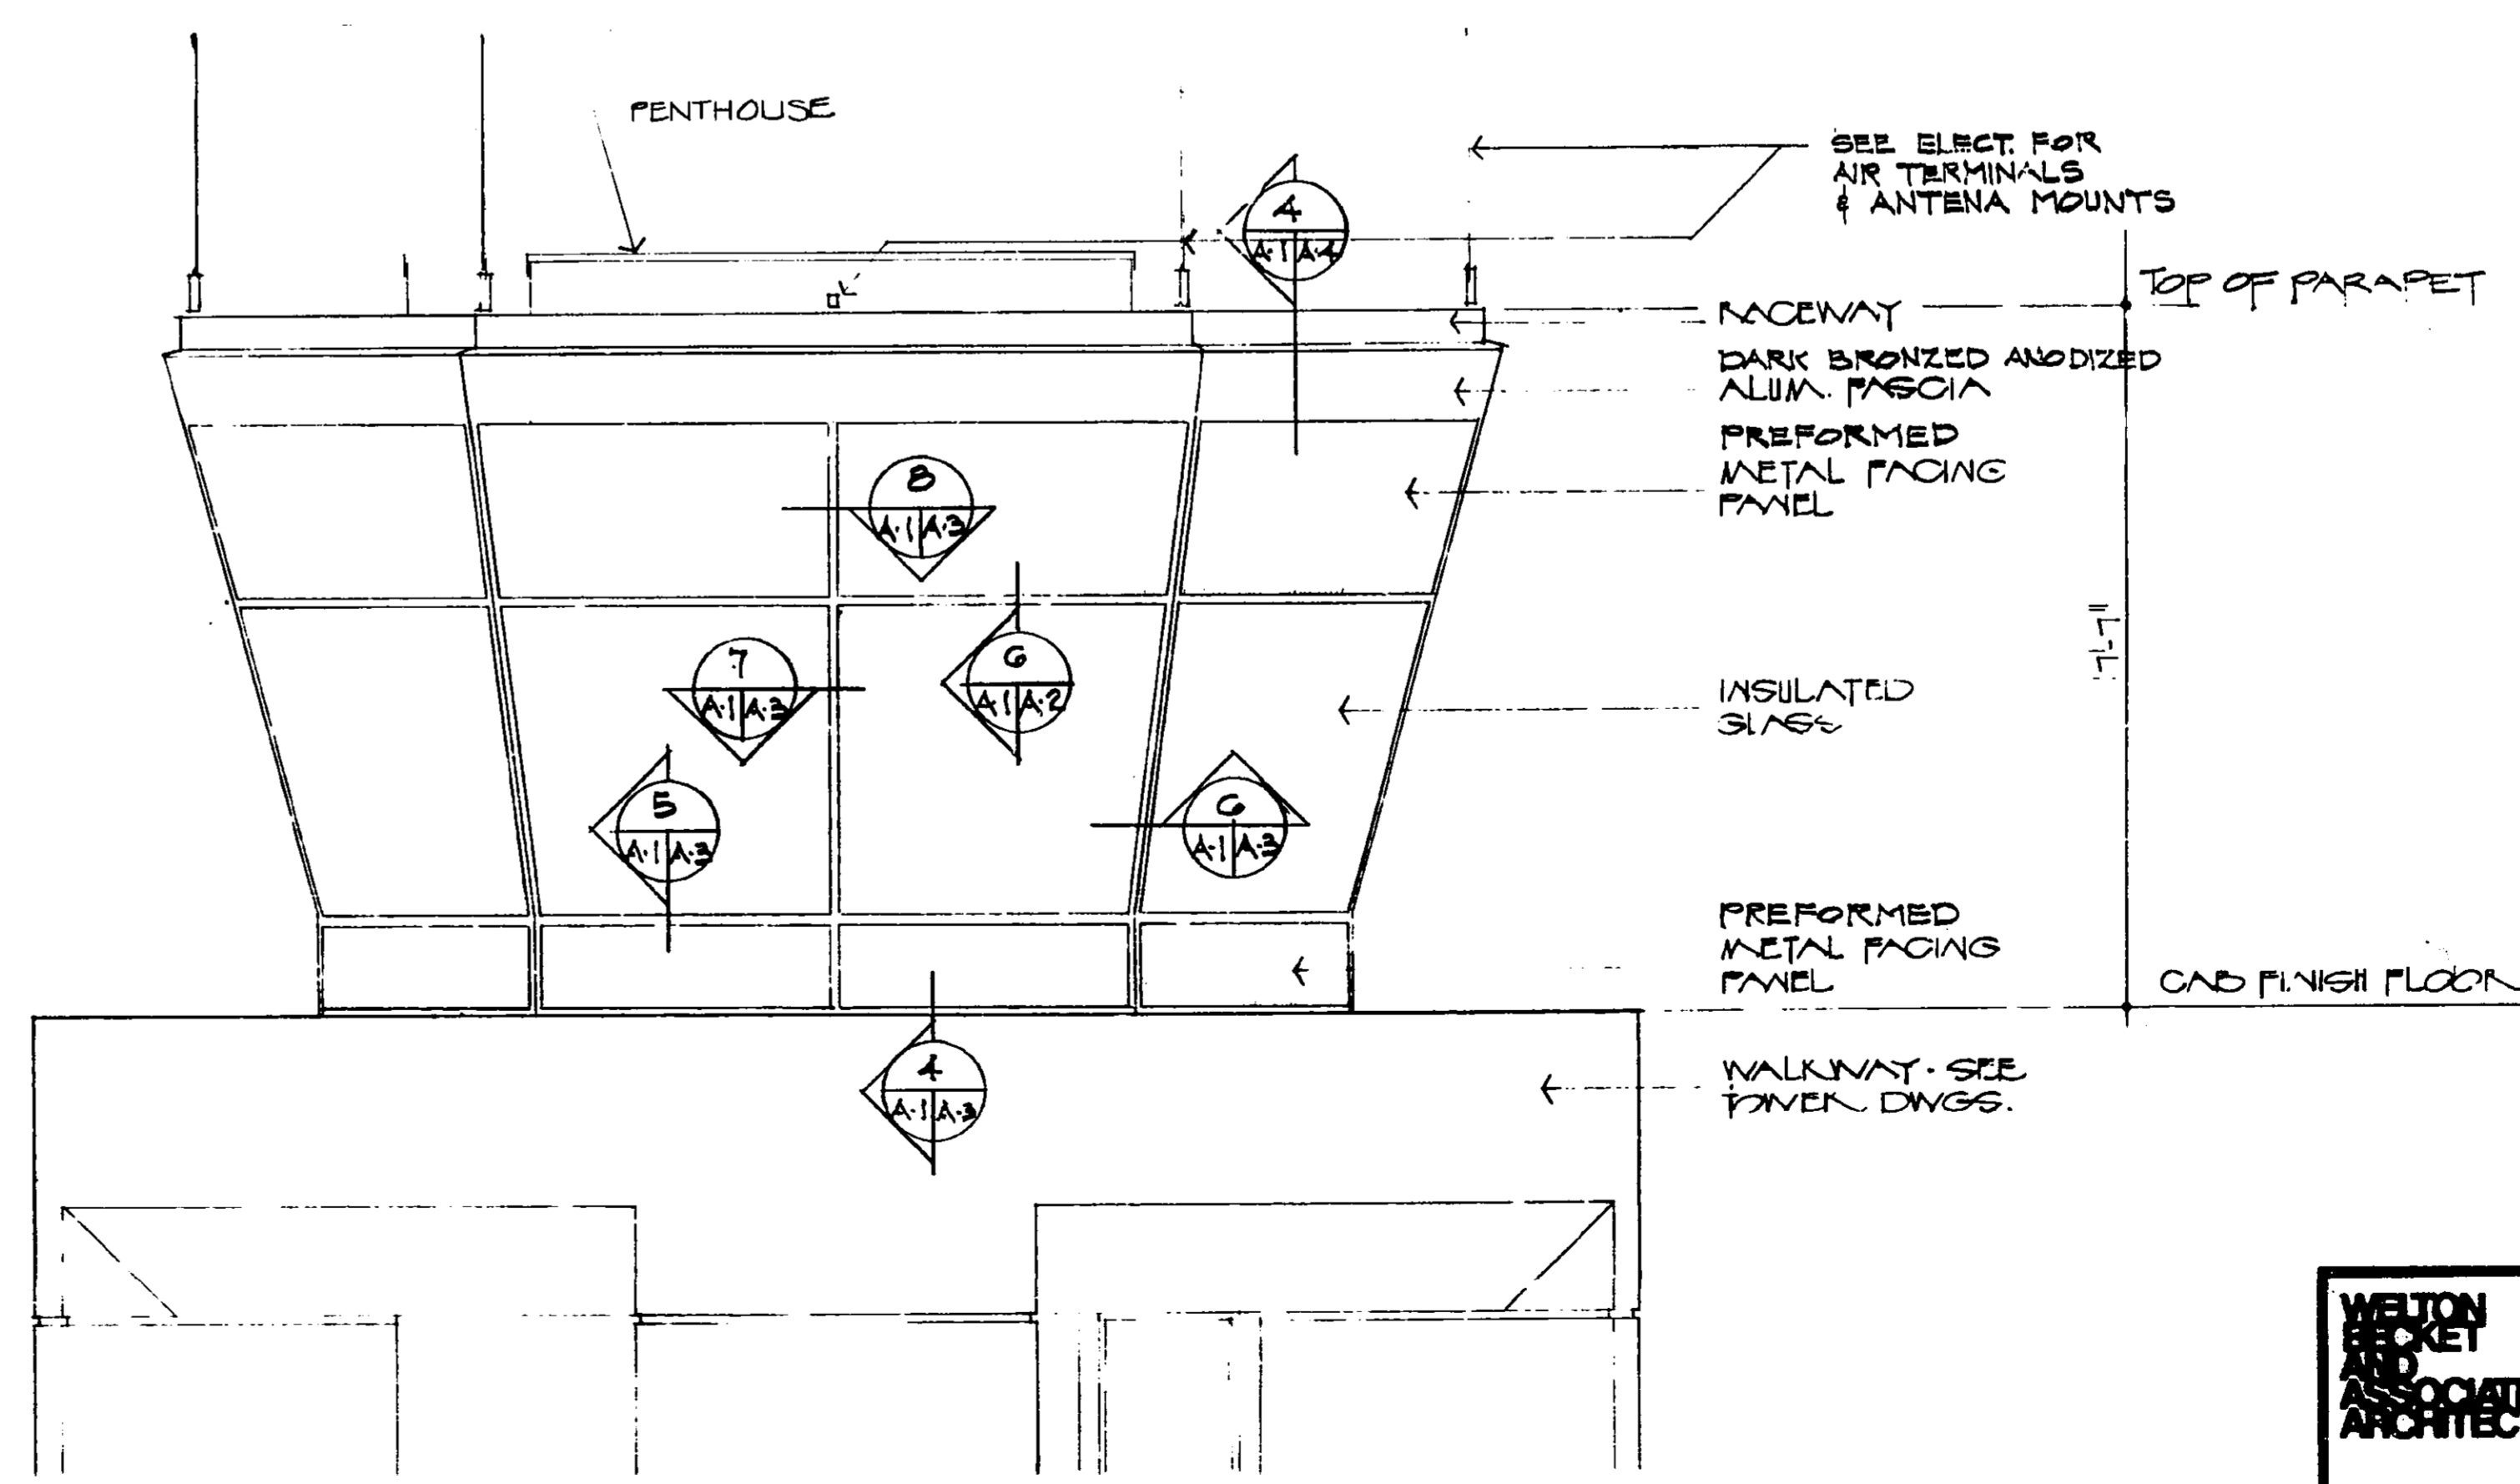 PENTHOUSE
SEE ELECT. FOR
AIR TERMINALS
& ANTENA MOUNTS
4
A·1 A·4
TOP OF PARAPET
RACEWAY
DARK BRONZED ANODIZED
ALUM. FASCIA
PREFORMED
METAL FACING
PANEL
8
A·1 A·3
7
A·1 A·3
6
A·1 A·2
INSULATED
GLASS
5
A·1 A·3
6
A·1 A·3
PREFORMED
METAL FACING
PANEL
CAB FINISH FLOOR
4
A·1 A·3
WALKWAY - SEE
TOWER DWGS.
WELTON
BECKET
AND
ASSOCIAT
ARCHITEC